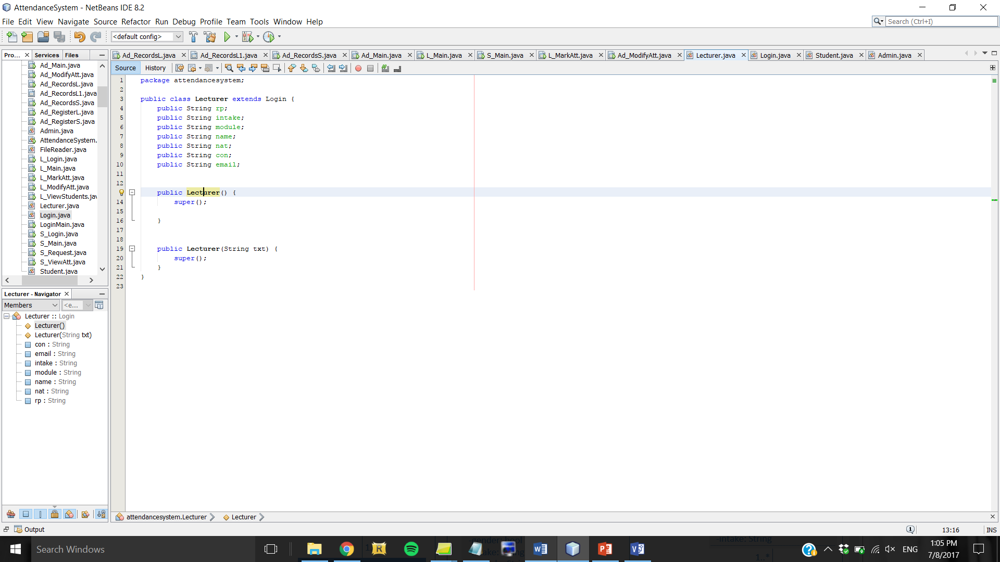 AttendanceSystem - NetBeans IDE 8.2
File Edit View Navigate Source Refactor Run Debug Profile Team Tools Window Help
Search (Ctrl+I)
<default config>
Pro... Services Files
Ad_RecordsL.java Ad_RecordsL1.java Ad_RecordsS.java Ad_Main.java L_Main.java S_Main.java L_MarkAtt.java Ad_ModifyAtt.java Lecturer.java Login.java Student.java Admin.java
Source History
Ad_Main.java
Ad_ModifyAtt.java
Ad_RecordsL.java
Ad_RecordsL1.java
Ad_RecordsS.java
Ad_RegisterL.java
Ad_RegisterS.java
Admin.java
AttendanceSystem.
FileReader.java
L_Login.java
L_Main.java
L_MarkAtt.java
L_ModifyAtt.java
L_ViewStudents.jav
Lecturer.java
Login.java
LoginMain.java
S_Login.java
S_Main.java
S_Request.java
S_ViewAtt.java
Student.java
1 package attendancesystem;
2
3 public class Lecturer extends Login {
4 public String rp;
5 public String intake;
6 public String module;
7 public String name;
8 public String nat;
9 public String con;
10 public String email;
11
12
public Lecturer() {
14 super();
15
16 }
17
18
19 public Lecturer(String txt) {
20 super();
21 }
22 }
23
Lecturer - Navigator
Members <e...
Lecturer :: Login
Lecturer()
Lecturer(String txt)
con : String
email : String
intake : String
module : String
name : String
nat : String
rp : String
attendancesystem.Lecturer Lecturer
Output
1 13:16 INS
Search Windows
-gender: bool
-intake: String
1..*
ENG
1:05 PM
7/8/2017